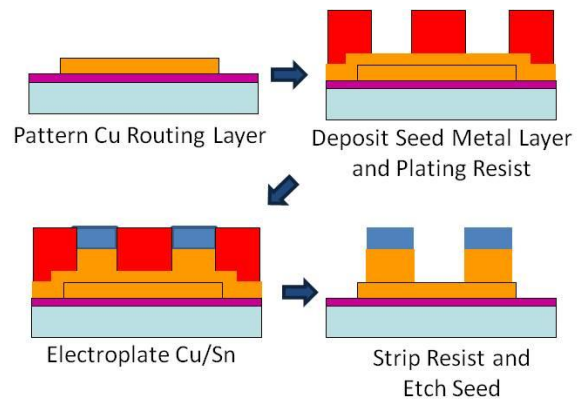 Pattern Cu Routing Layer
Deposit Seed Metal Layer
and Plating Resist
Electroplate Cu/Sn
Strip Resist and
Etch Seed